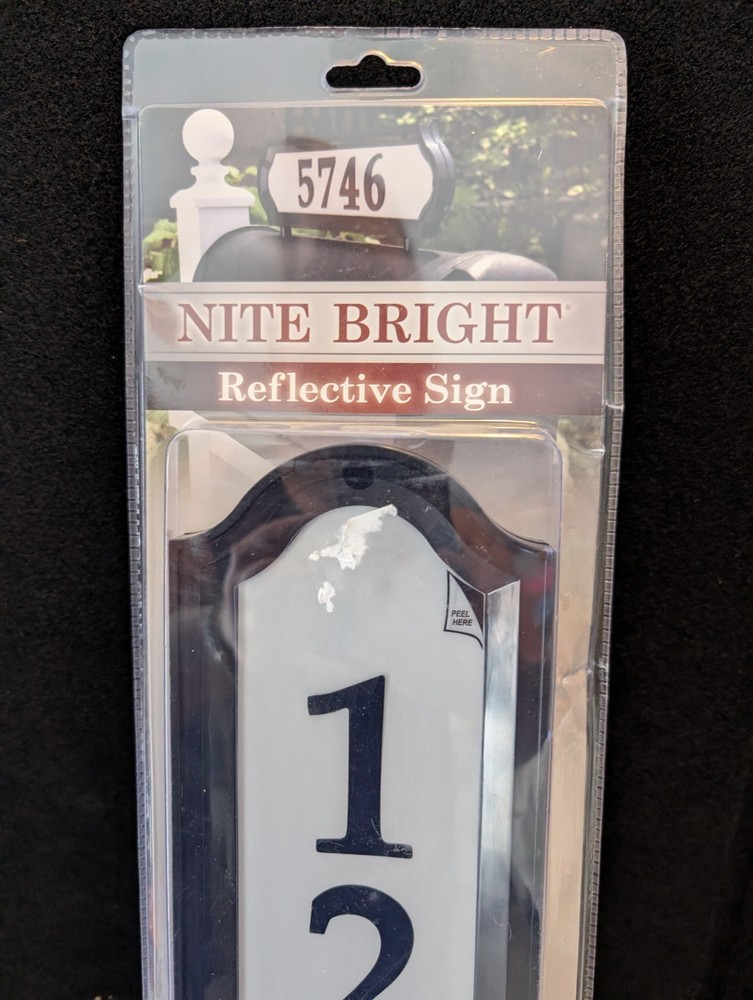 5746
NITE BRIGHT®
Reflective Sign
PEEL
HERE
1
2